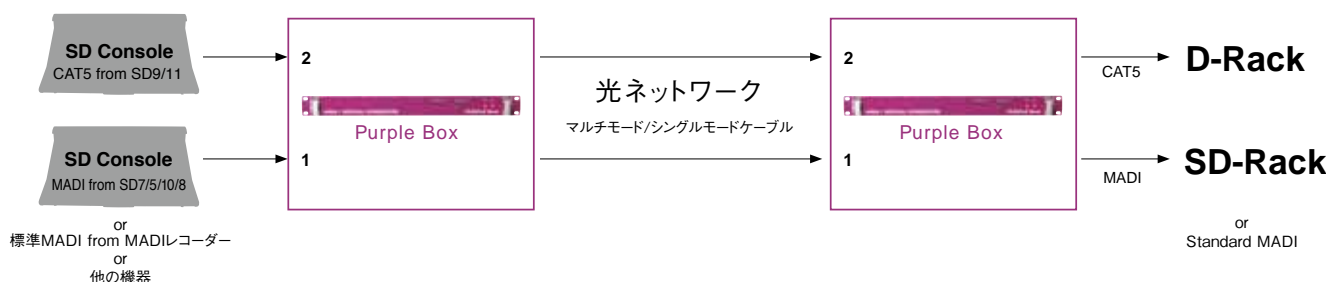 SD Console
CAT5 from SD9/11
2
Purple Box
1
SD Console
MADI from SD7/5/10/8
or
標準MADI from MADIレコーダー
or
他の機器
光ネットワーク
マルチモード/シングルモードケーブル
2
Purple Box
1
CAT5
D-Rack
MADI
SD-Rack
or
Standard MADI